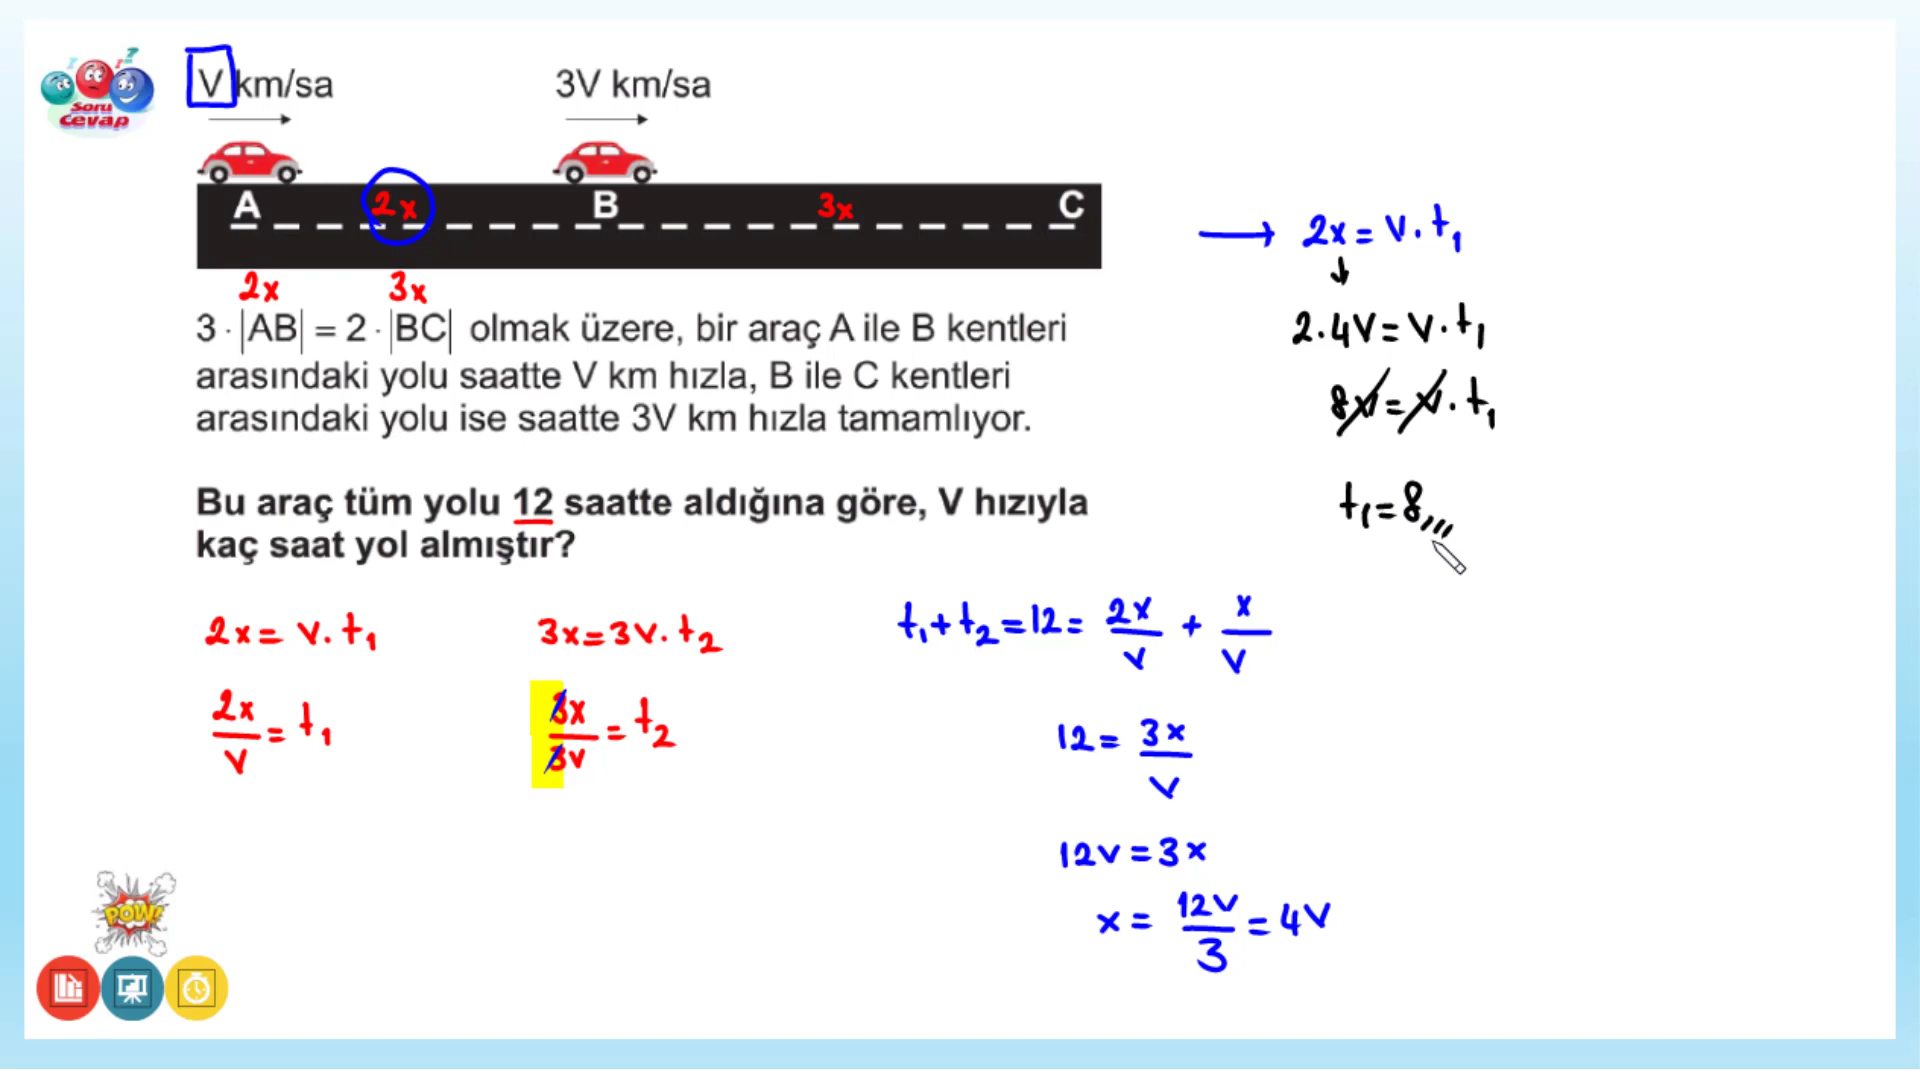 Soru
Cevap
V km/sa
3V km/sa
A 2x B 3x C
2x 3x
3 · |AB| = 2 · |BC| olmak üzere, bir araç A ile B kentleri
arasındaki yolu saatte V km hızla, B ile C kentleri
arasındaki yolu ise saatte 3V km hızla tamamlıyor.
Bu araç tüm yolu 12 saatte aldığına göre, V hızıyla
kaç saat yol almıştır?
2x = v.t₁
2x/v = t₁
3x = 3v.t₂
3x/3v = t₂
t₁ + t₂ = 12 = 2x/v + x/v
12 = 3x/v
12v = 3x
x = 12v/3 = 4v
→ 2x = v.t₁
↓
2.4v = v.t₁
8v = v.t₁
t₁ = 8,,,
POW!